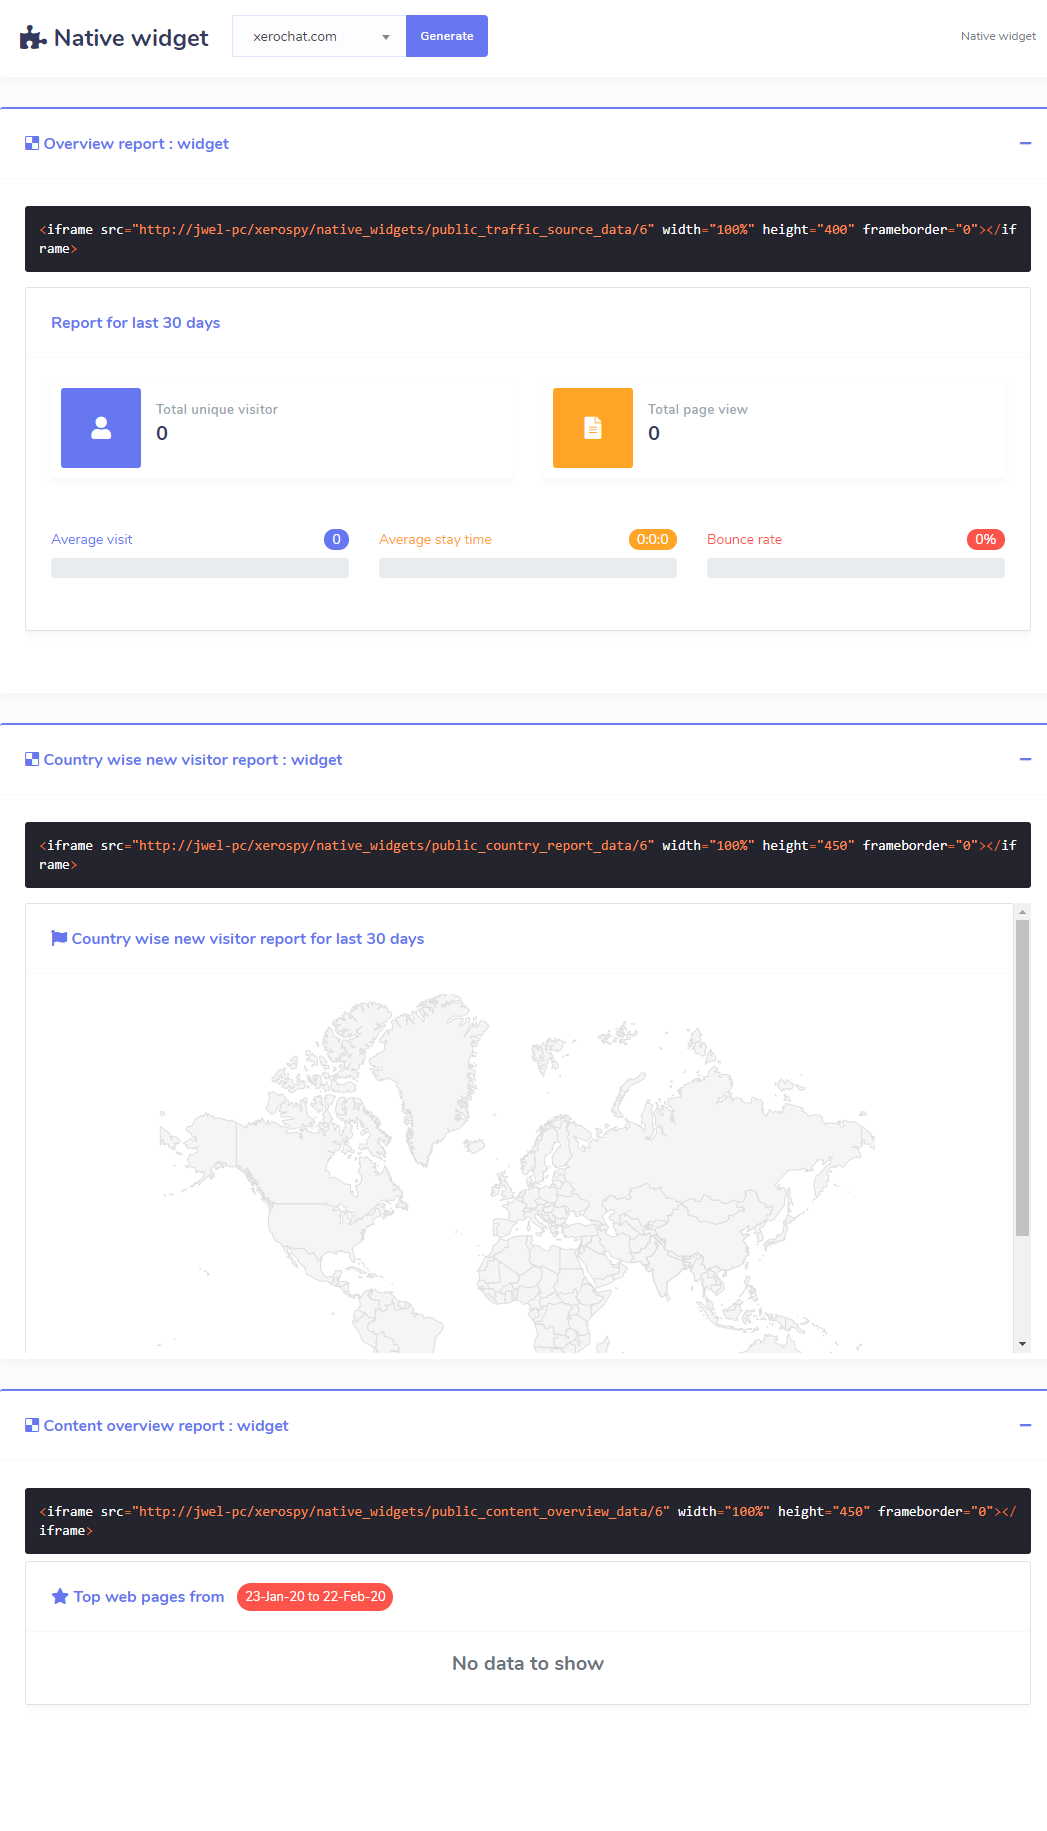 Native widget
xerochat.com
Generate
Native widget
Overview report : widget
<iframe src="http://jwel-pc/xerospy/native_widgets/public_traffic_source_data/6" width="100%" height="400" frameborder="0"></if
rame>
Report for last 30 days
Total unique visitor
0
Total page view
0
Average visit
0
Average stay time
0:0:0
Bounce rate
0%
Country wise new visitor report : widget
<iframe src="http://jwel-pc/xerospy/native_widgets/public_country_report_data/6" width="100%" height="450" frameborder="0"></if
rame>
Country wise new visitor report for last 30 days
Content overview report : widget
<iframe src="http://jwel-pc/xerospy/native_widgets/public_content_overview_data/6" width="100%" height="450" frameborder="0"></
iframe>
Top web pages from
23-Jan-20 to 22-Feb-20
No data to show